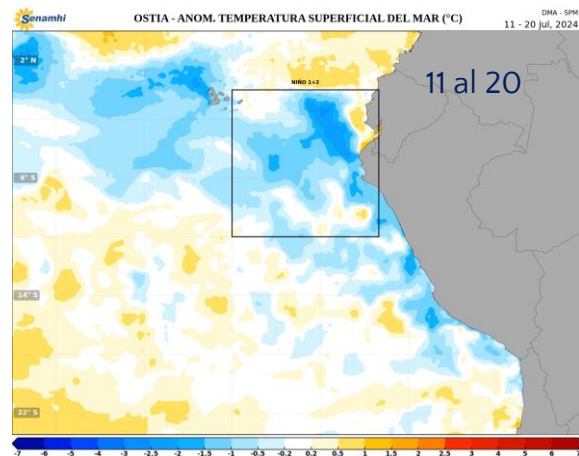 Senamhi
OSTIA - ANOM. TEMPERATURA SUPERFICIAL DEL MAR (°C)
DMA - SPM
11 - 20 jul, 2024
11 al 20
2° N
NIÑO 1+2
6° S
14° S
22° S
-7 -6 -5 -4 -3 -2.5 -2 -1.5 -1 -0.5 -0.2 0.2 0.5 1 1.5 2 2.5 3 4 5 6 7